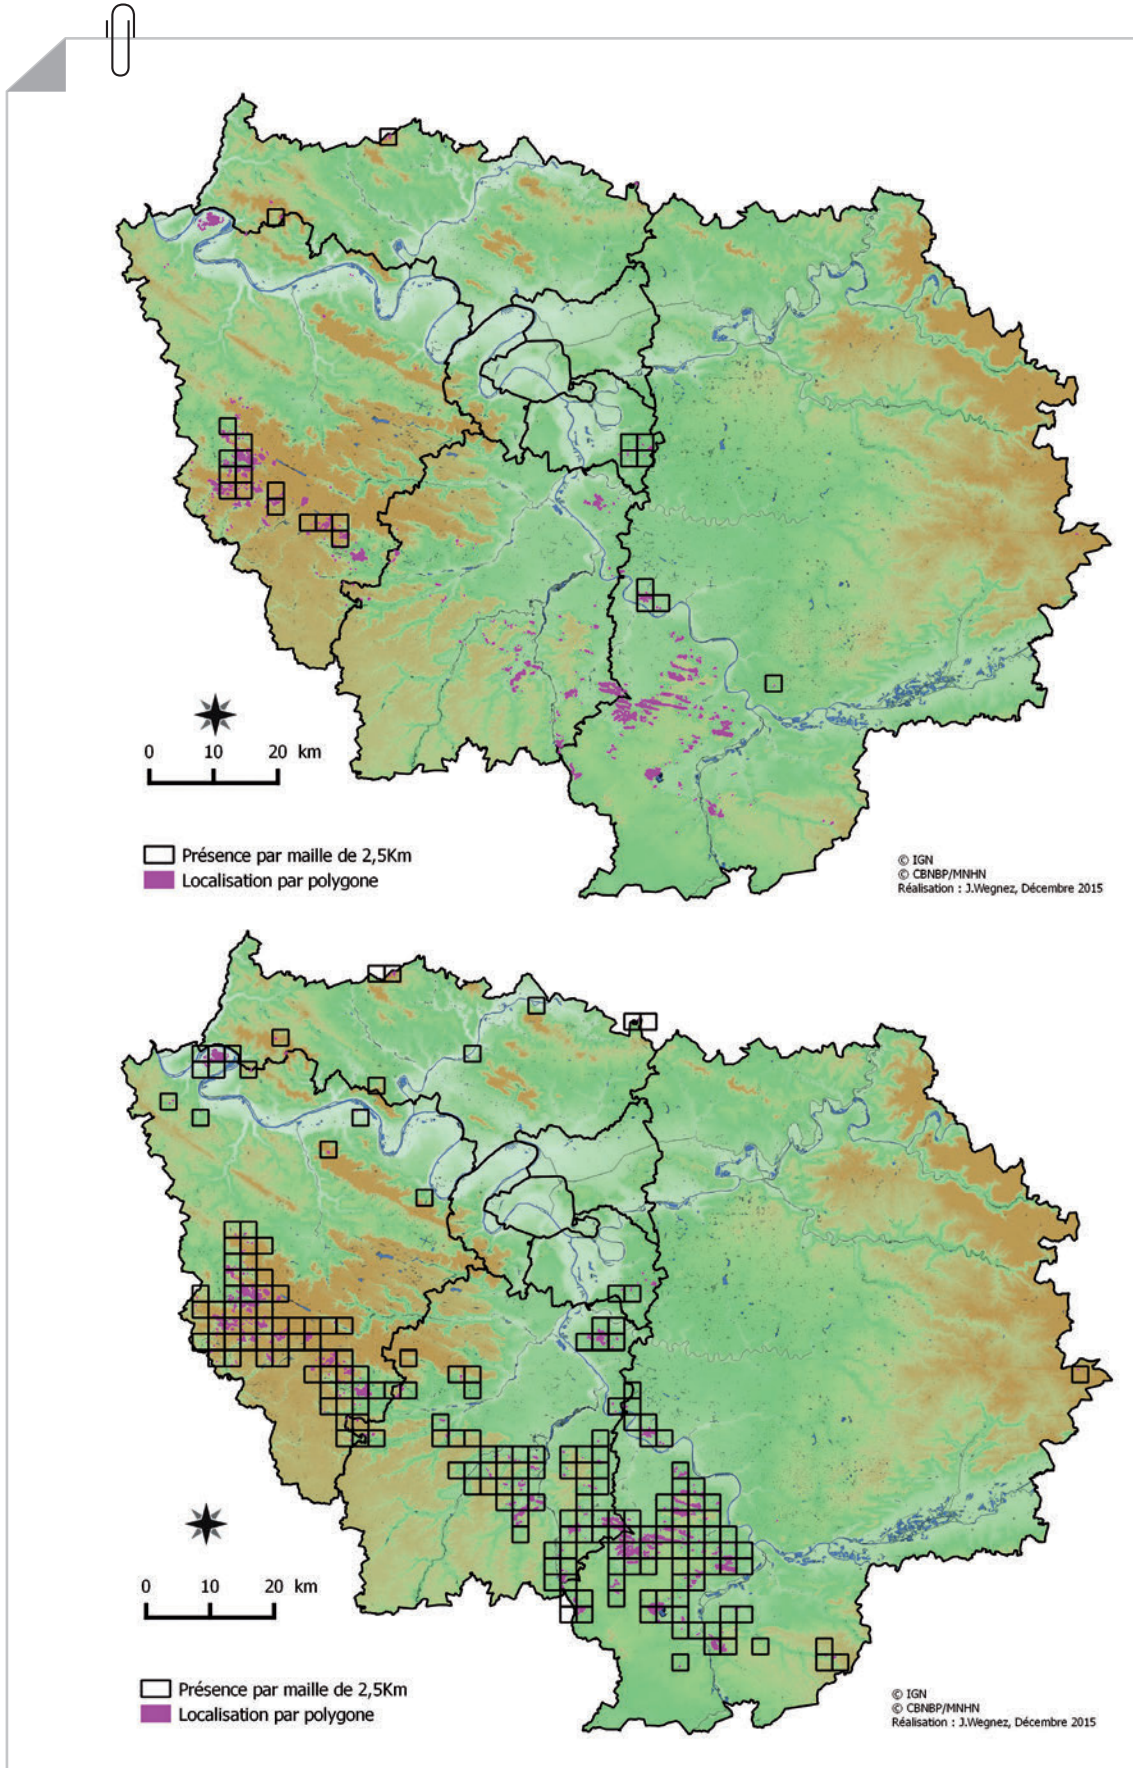 0 10 20 km
Présence par maille de 2,5Km
Localisation par polygone
© IGN
© CBNBP/MNHN
Réalisation : J.Wegnez, Décembre 2015
0 10 20 km
Présence par maille de 2,5Km
Localisation par polygone
© IGN
© CBNBP/MNHN
Réalisation : J.Wegnez, Décembre 2015